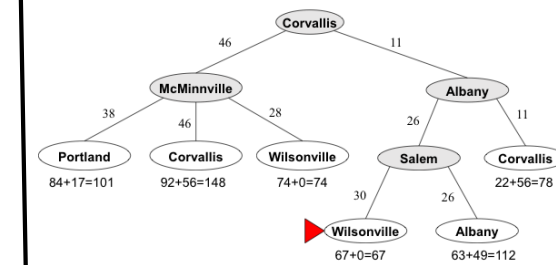 Corvallis
46
11
McMinnville
Albany
38
46
28
26
11
Portland
Corvallis
Wilsonville
Salem
Corvallis
84+17=101
92+56=148
74+0=74
22+56=78
30
26
Wilsonville
Albany
67+0=67
63+49=112